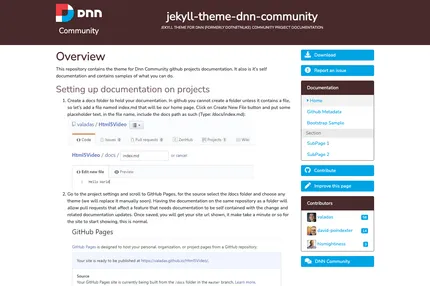 dnn
Community
jekyll-theme-dnn-community
JEKYLL THEME FOR DNN (FORMERLY DOTNETNUKE) COMMUNITY PROJECT DOCUMENTATION
Overview
This repository contains the theme for Dnn Community github projects documentation. It also is it's self
documentation and contains samples of what you can do.
Setting up documentation on projects
1. Create a docs folder to hold your documentation. In github you cannot create a folder unless it contains a file,
so let's add a file named index.md that will be our home page. Click on Create New File button and put some
placeholder text, in the file name, include the docs path as such (Type: /docs/index.md).
valadas / Html5Video
Code
Issues
Pull requests 0
ZenHub
Projects 0
Wiki
Html5Video / docs / index.md or cancel
Edit new file
Preview
1 Hello World
2. Go to the project settings and scroll to GitHub Pages, for the source select the /docs folder and choose any
theme (we will replace it manually soon). Having the documentation on the same repository as a folder will
allow pull requests that affect a feature that needs documentation to be self contained with the change and
related documentation updates. Once saved, you will get your site url shown, it make take a minute or so for
the site to start showing, this is normal.
GitHub Pages
GitHub Pages is designed to host your personal, organization, or project pages from a GitHub repository.
Your site is ready to be published at https://valadas.github.io/Html5Video/.
Source
Your GitHub Pages site is currently being built from the /docs folder in the master branch. Learn more.
Download
Report an issue
Documentation
Home
GitHub Metadata
Bootstrap Sample
Section
SubPage 1
SubPage 2
Contribute
Improve this page
Contributors
valadas
david-poindexter
DNN Community